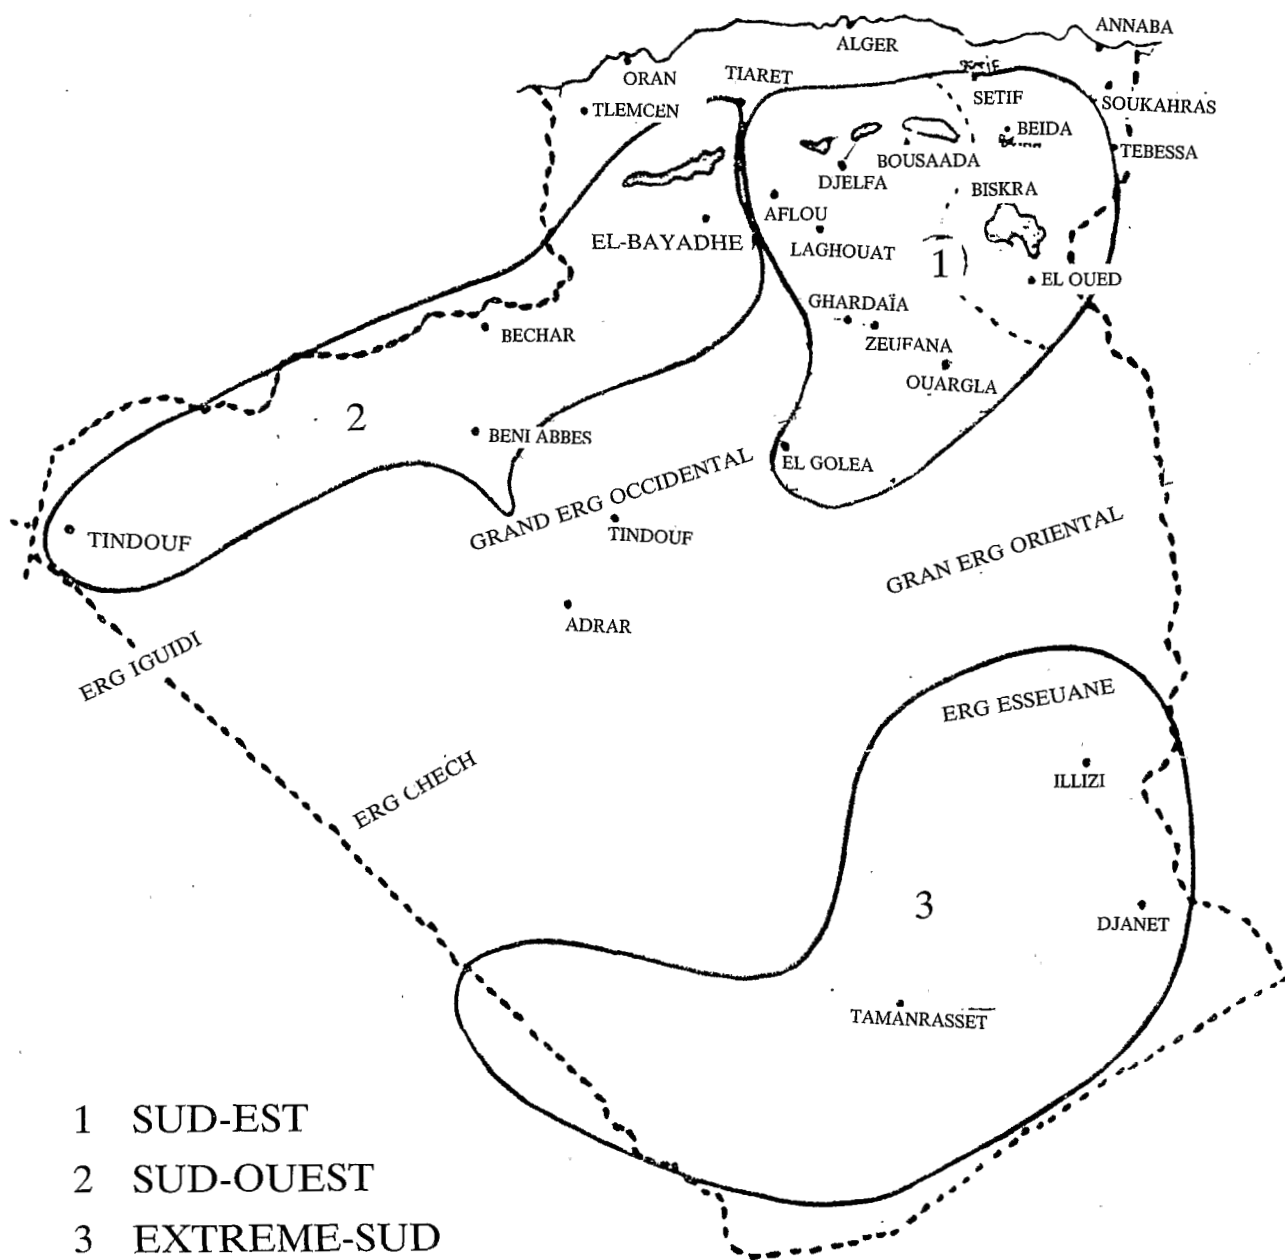 ANNABA
ALGER
ORAN
TIARET
SETIF
SOUKAHRAS
TLEMCEN
BEIDA
TEBESSA
BOUSAADA
DJELFA
BISKRA
AFLOU
EL-BAYADHE
LAGHOUAT
1
EL OUED
GHARDAÏA
BECHAR
ZEUFANA
OUARGLA
2
BENI ABBES
EL GOLEA
GRAND ERG OCCIDENTAL
TINDOUF
TINDOUF
GRAN ERG ORIENTAL
ADRAR
ERG IGUIDI
ERG ESSEUANE
ILLIZI
ERG CHECH
3
DJANET
TAMANRASSET
1 SUD-EST
2 SUD-OUEST
3 EXTREME-SUD